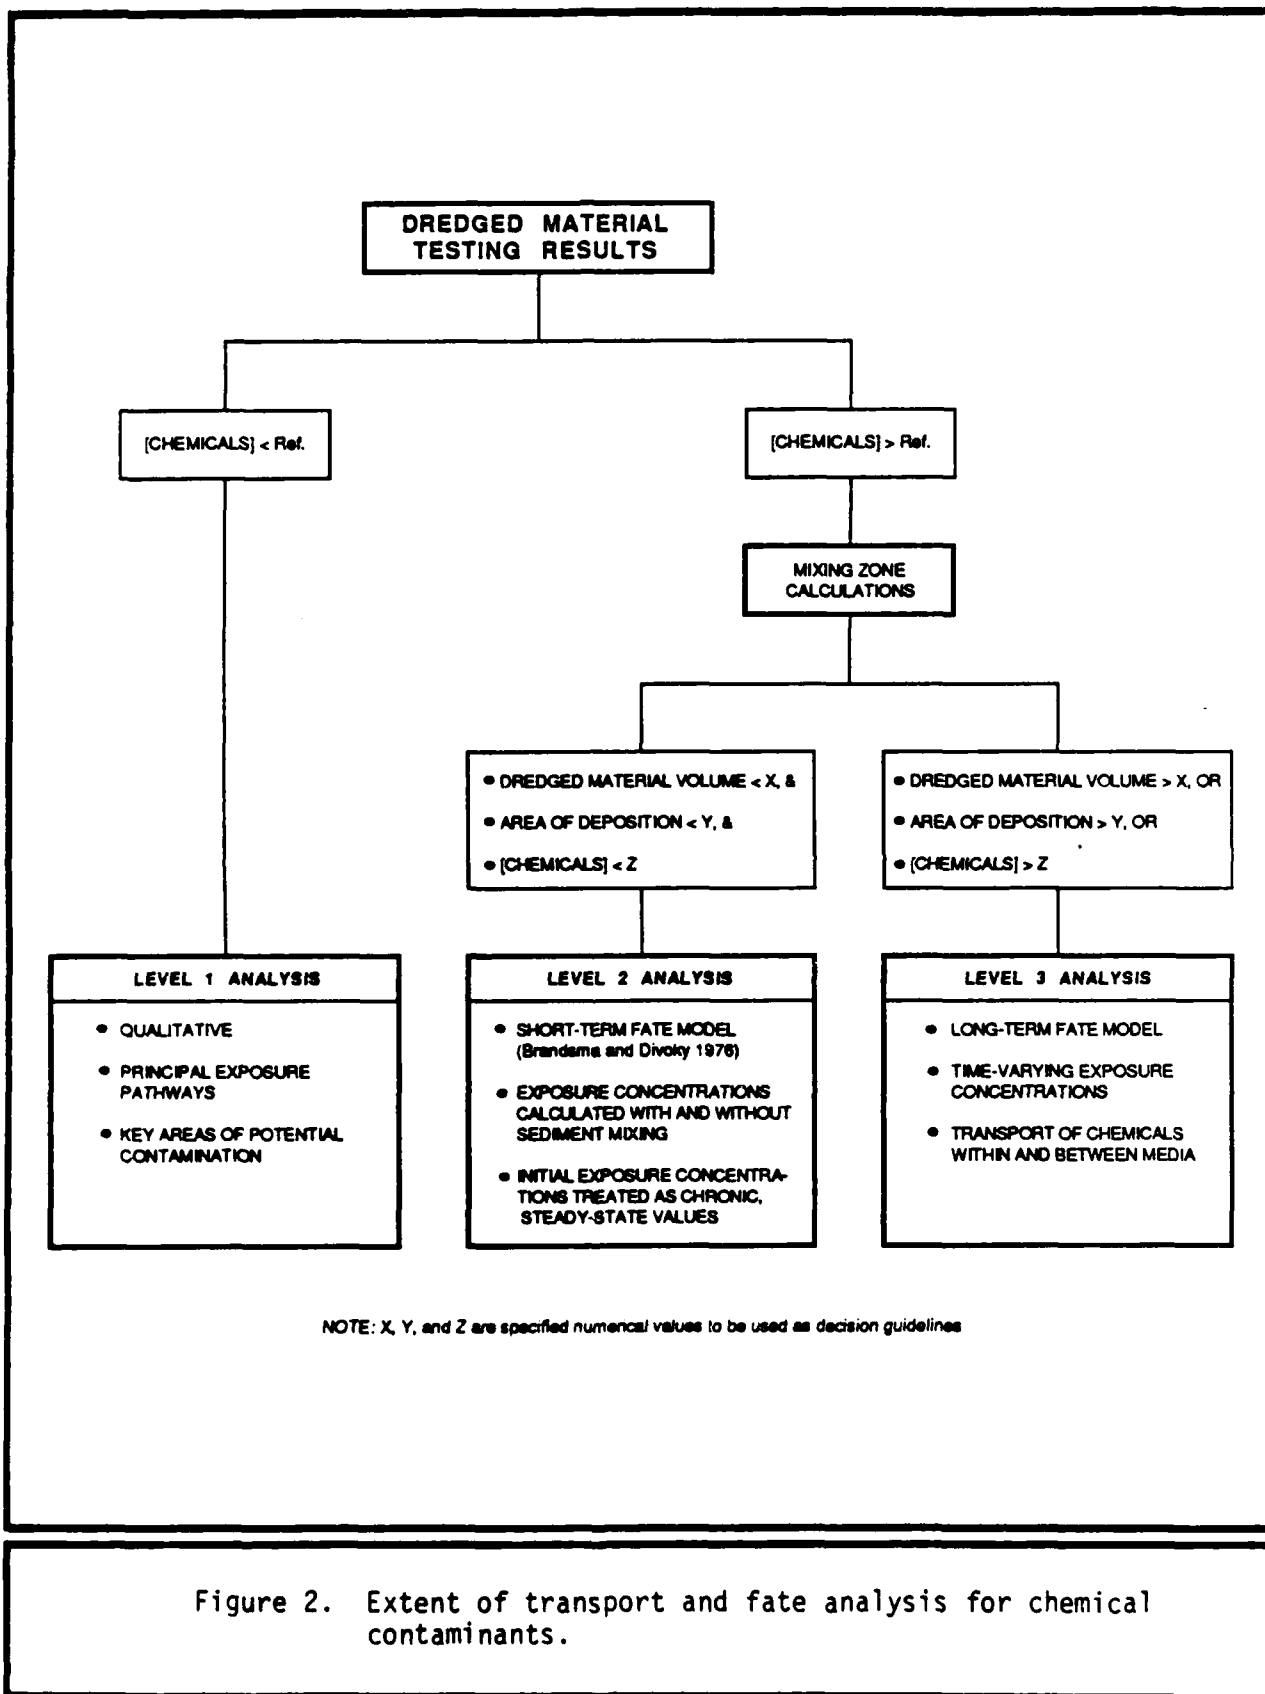 DREDGED MATERIAL
TESTING RESULTS
[CHEMICALS] < Ref.
[CHEMICALS] > Ref.
MIXING ZONE
CALCULATIONS
• DREDGED MATERIAL VOLUME < X, &
• AREA OF DEPOSITION < Y, &
• [CHEMICALS] < Z
• DREDGED MATERIAL VOLUME > X, OR
• AREA OF DEPOSITION > Y, OR
• [CHEMICALS] > Z
LEVEL 1 ANALYSIS
• QUALITATIVE
• PRINCIPAL EXPOSURE
PATHWAYS
• KEY AREAS OF POTENTIAL
CONTAMINATION
LEVEL 2 ANALYSIS
• SHORT-TERM FATE MODEL
(Brandsma and Divoky 1976)
• EXPOSURE CONCENTRATIONS
CALCULATED WITH AND WITHOUT
SEDIMENT MIXING
• INITIAL EXPOSURE CONCENTRA-
TIONS TREATED AS CHRONIC,
STEADY-STATE VALUES
LEVEL 3 ANALYSIS
• LONG-TERM FATE MODEL
• TIME-VARYING EXPOSURE
CONCENTRATIONS
• TRANSPORT OF CHEMICALS
WITHIN AND BETWEEN MEDIA
NOTE: X, Y, and Z are specified numerical values to be used as decision guidelines
Figure 2. Extent of transport and fate analysis for chemical
contaminants.